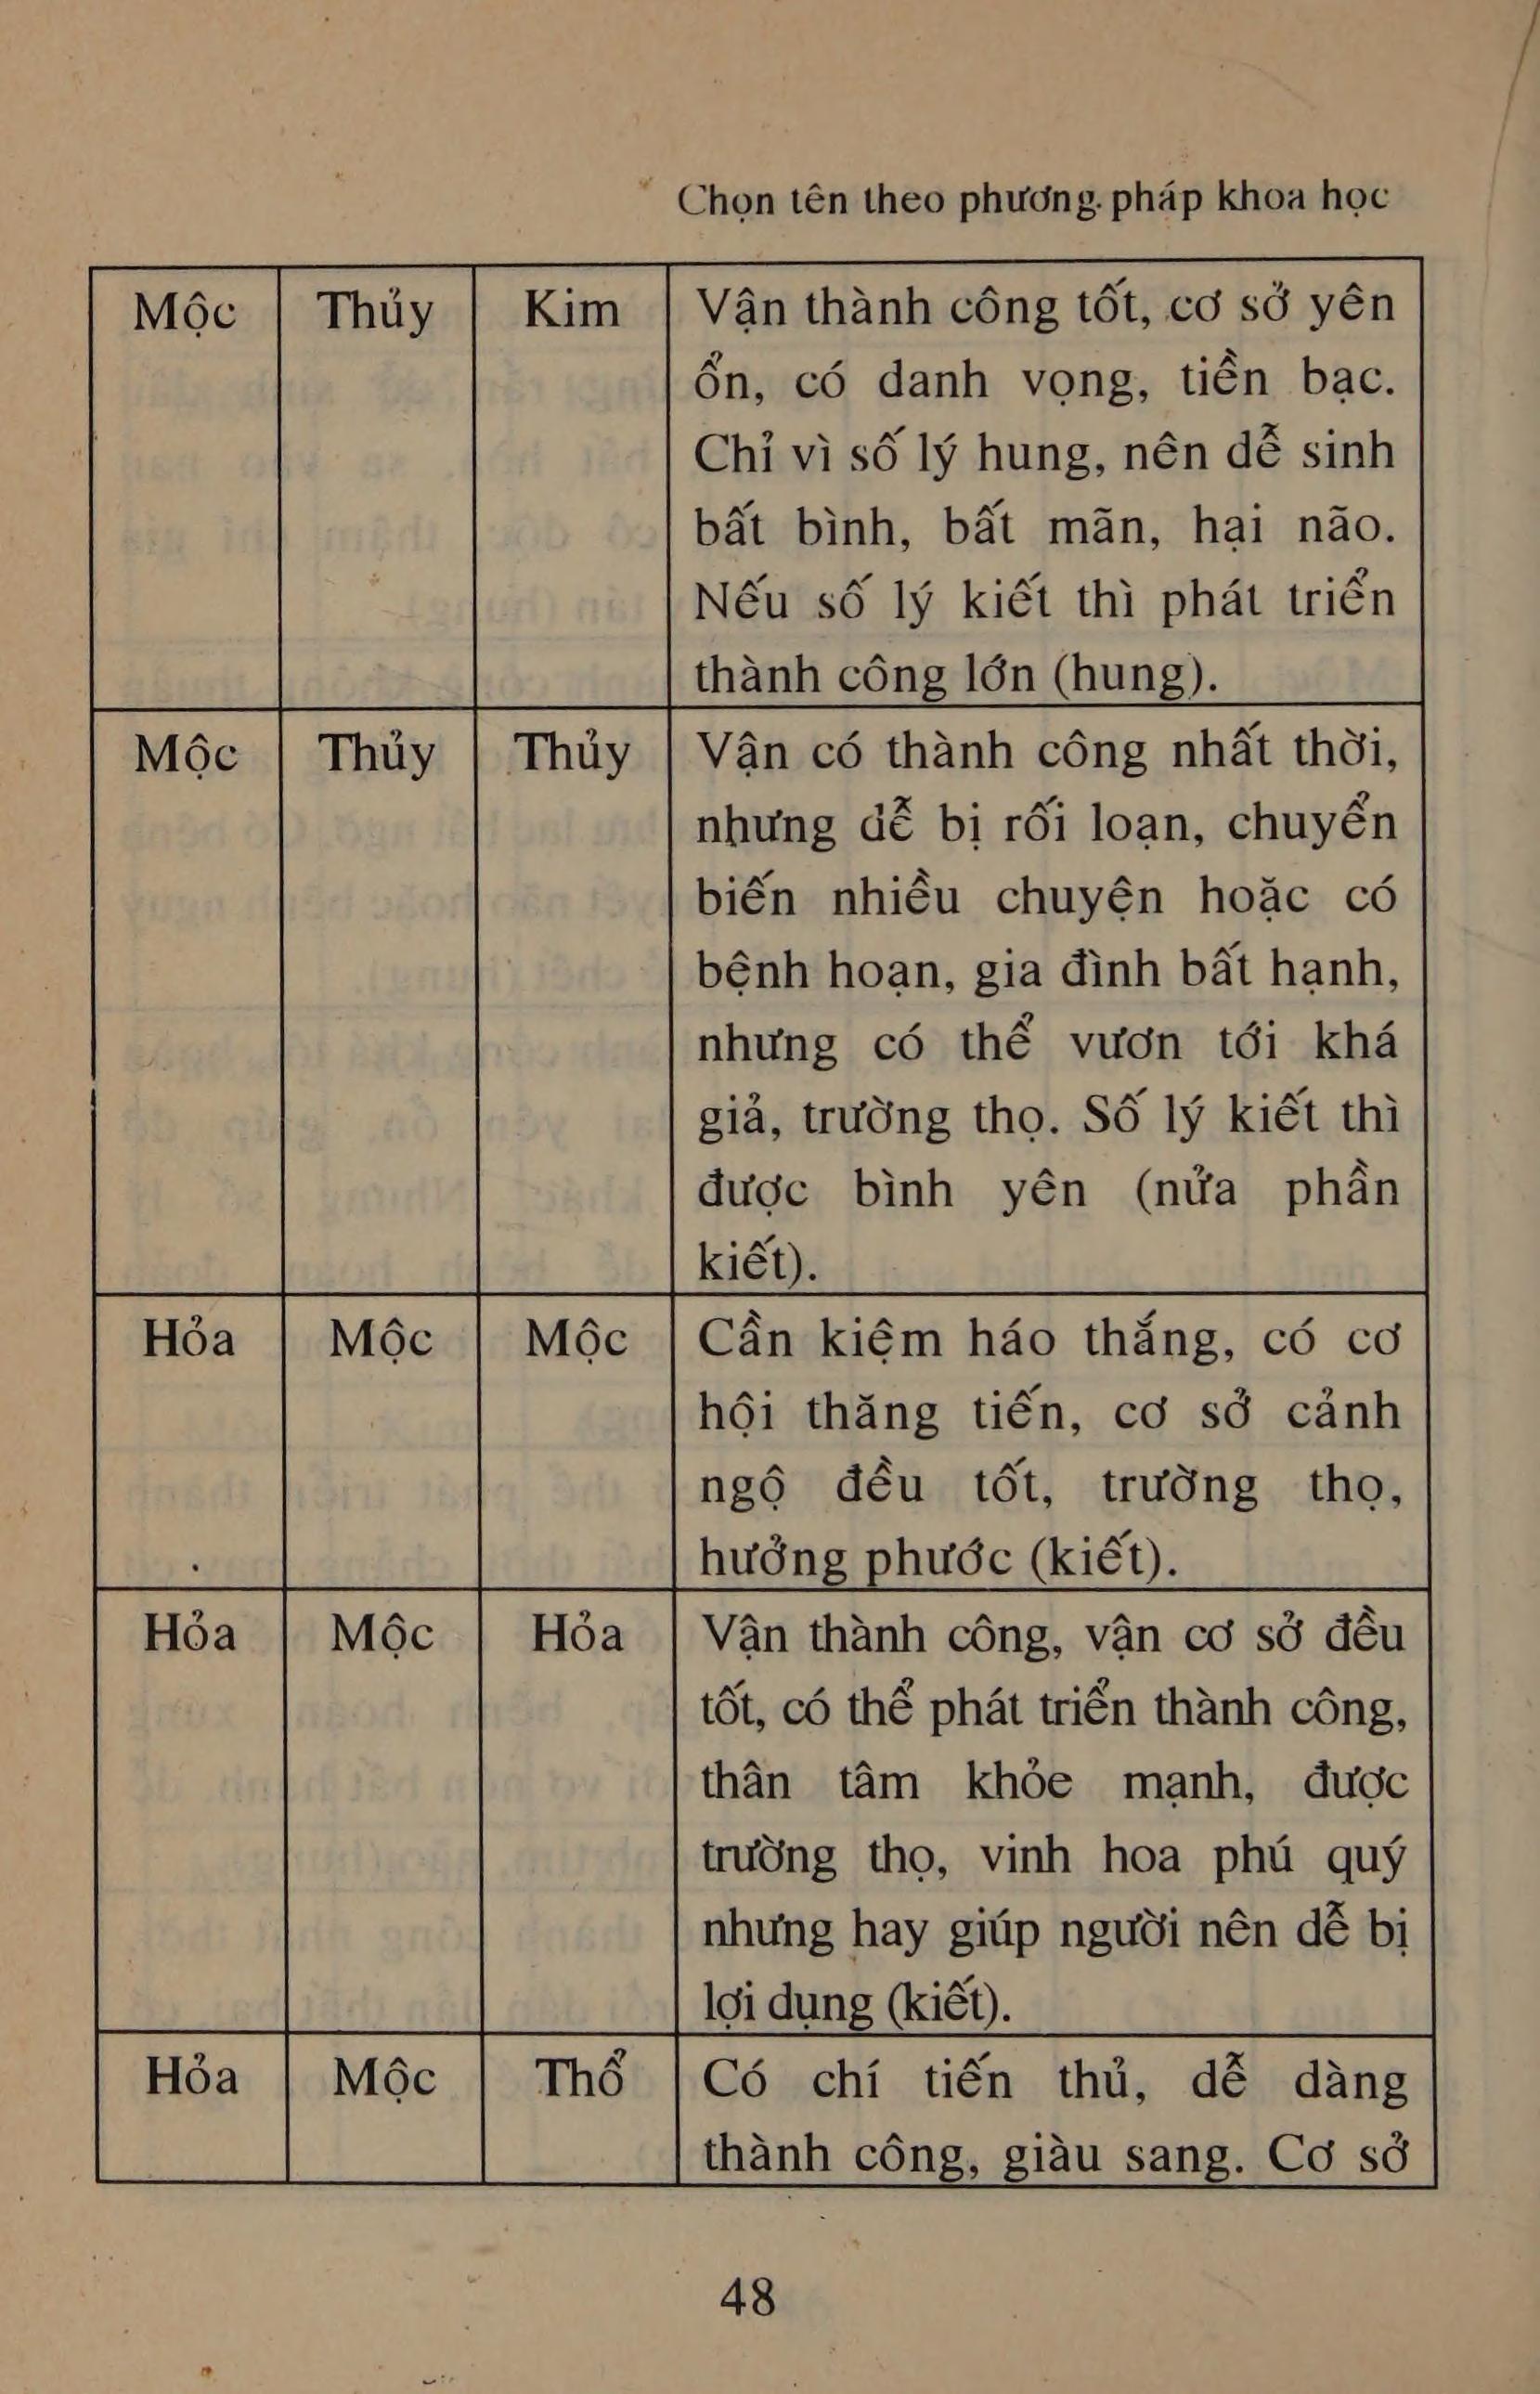 Chọn tên theo phương pháp khoa học
Mộc Thủy Kim Vận thành công tốt, cơ sở yên
ổn, có danh vọng, tiền bạc.
Chỉ vì số lý hung, nên dễ sinh
bất bình, bất mãn, hại não.
Nếu số lý kiết thì phát triển
thành công lớn (hung).
Mộc Thủy Thủy Vận có thành công nhất thời,
nhưng dễ bị rối loạn, chuyển
biến nhiều chuyện hoặc có
bệnh hoạn, gia đình bất hạnh,
nhưng có thể vươn tới khá
giả, trường thọ. Số lý kiết thì
được bình yên (nửa phần
kiết).
Hỏa Mộc Mộc Cần kiệm háo thắng, có cơ
hội thăng tiến, cơ sở cảnh
ngộ đều tốt, trường thọ,
hưởng phước (kiết).
Hỏa Mộc Hỏa Vận thành công, vận cơ sở đều
tốt, có thể phát triển thành công,
thân tâm khỏe mạnh, được
trường thọ, vinh hoa phú quý
nhưng hay giúp người nên dễ bị
lợi dụng (kiết).
Hỏa Mộc Thổ Có chí tiến thủ, dễ dàng
thành công, giàu sang. Cơ sở
48